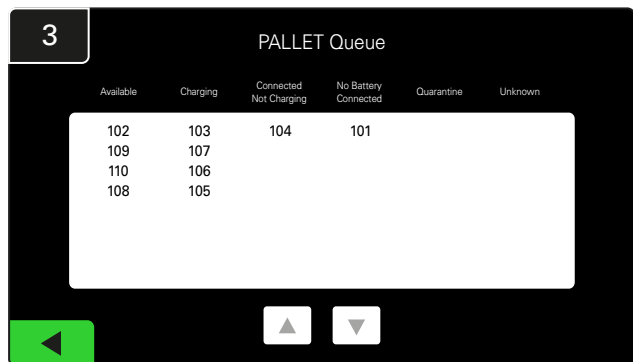 3
PALLET Queue
Available Charging Connected Not Charging No Battery Connected Quarantine Unknown
102 103 104 101
109 107
110 106
108 105